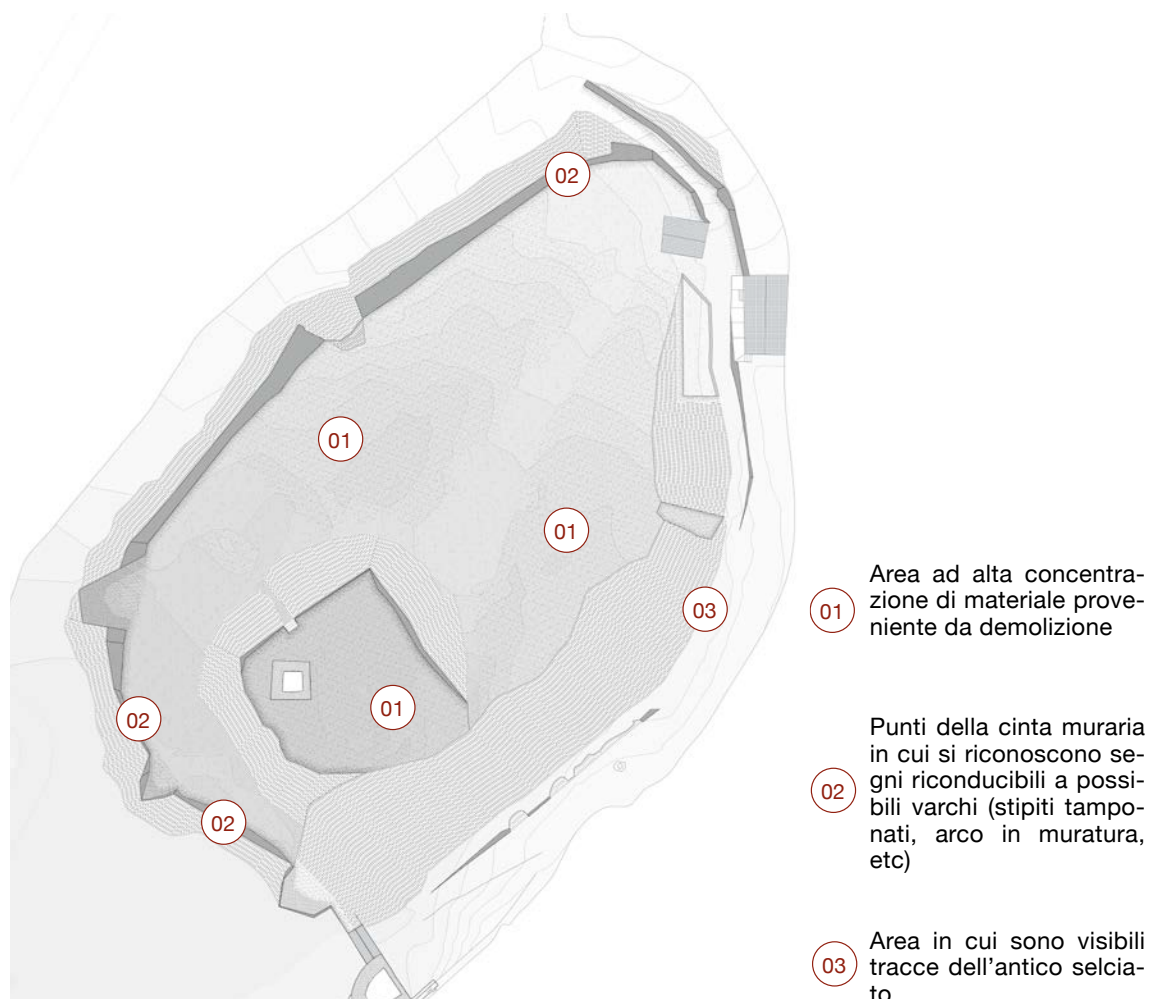 02
01
01
03
01
02
02
01
Area ad alta concentra-
zione di materiale prove-
niente da demolizione
02
Punti della cinta muraria
in cui si riconoscono se-
gni riconducibili a possi-
bili varchi (stipiti tampo-
nati, arco in muratura,
etc)
03
Area in cui sono visibili
tracce dell'antico selcia-
to